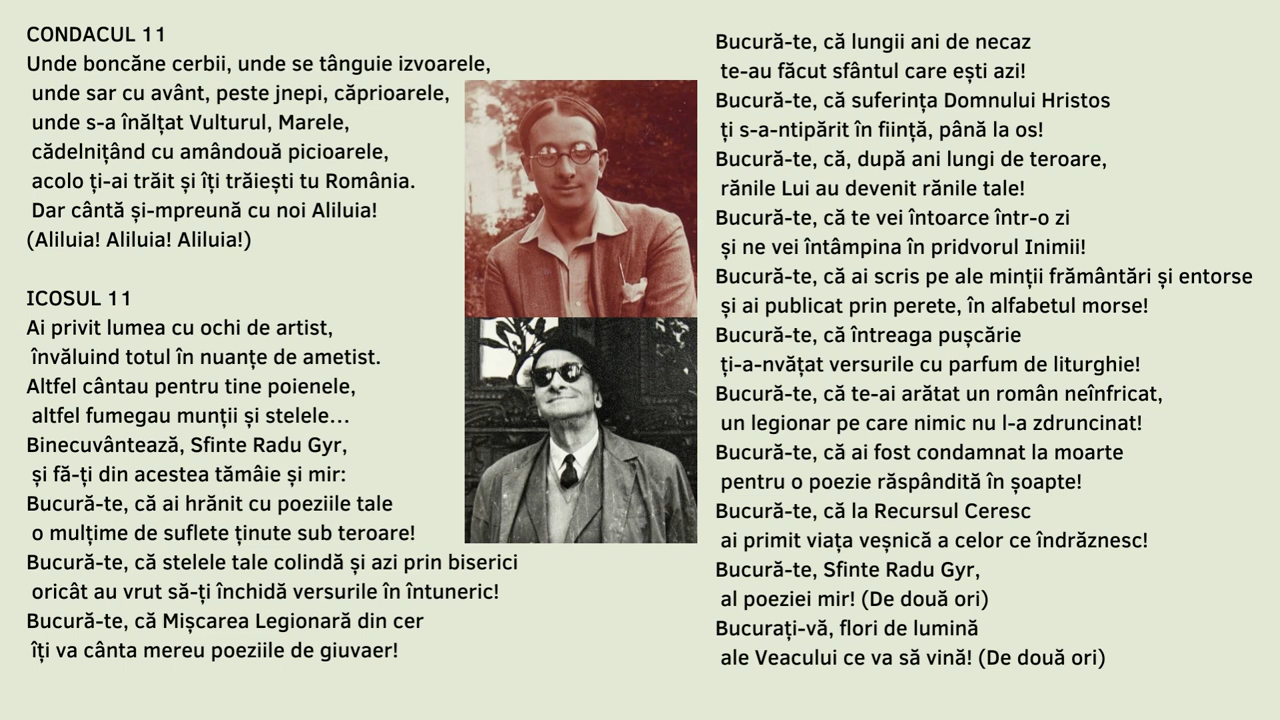 CONDACUL 11
Unde boncăne cerbii, unde se tânguie izvoarele,
unde sar cu avânt, peste jnepi, căprioarele,
unde s-a înălțat Vulturul, Marele,
cădelnițând cu amândouă picioarele,
acolo ți-ai trăit și îți trăiești tu România.
Dar cântă și-mpreună cu noi Aliluia!
(Aliluia! Aliluia! Aliluia!)
ICOSUL 11
Ai privit lumea cu ochi de artist,
învăluind totul în nuanțe de ametist.
Altfel cântau pentru tine poienele,
altfel fumegau munții și stelele...
Binecuvântează, Sfinte Radu Gyr,
și fă-ți din acestea tămâie și mir:
Bucură-te, că ai hrănit cu poeziile tale
o mulțime de suflete ținute sub teroare!
Bucură-te, că stelele tale colindă și azi prin biserici
oricât au vrut să-ți închidă versurile în întuneric!
Bucură-te, că Mișcarea Legionară din cer
îți va cânta mereu poeziile de giuvaer!
Bucură-te, că lungii ani de necaz
te-au făcut sfântul care ești azi!
Bucură-te, că suferința Domnului Hristos
ți s-a-ntipărit în ființă, până la os!
Bucură-te, că, după ani lungi de teroare,
rănile Lui au devenit rănile tale!
Bucură-te, că te vei întoarce într-o zi
și ne vei întâmpina în pridvorul Inimii!
Bucură-te, că ai scris pe ale minții frământări și entorse
și ai publicat prin perete, în alfabetul morse!
Bucură-te, că întreaga pușcărie
ți-a-nvățat versurile cu parfum de liturghie!
Bucură-te, că te-ai arătat un român neînfricat,
un legionar pe care nimic nu l-a zdruncinat!
Bucură-te, că ai fost condamnat la moarte
pentru o poezie răspândită în șoapte!
Bucură-te, că la Recursul Ceresc
ai primit viața veșnică a celor ce îndrăznesc!
Bucură-te, Sfinte Radu Gyr,
al poeziei mir! (De două ori)
Bucurați-vă, flori de lumină
ale Veacului ce va să vină! (De două ori)